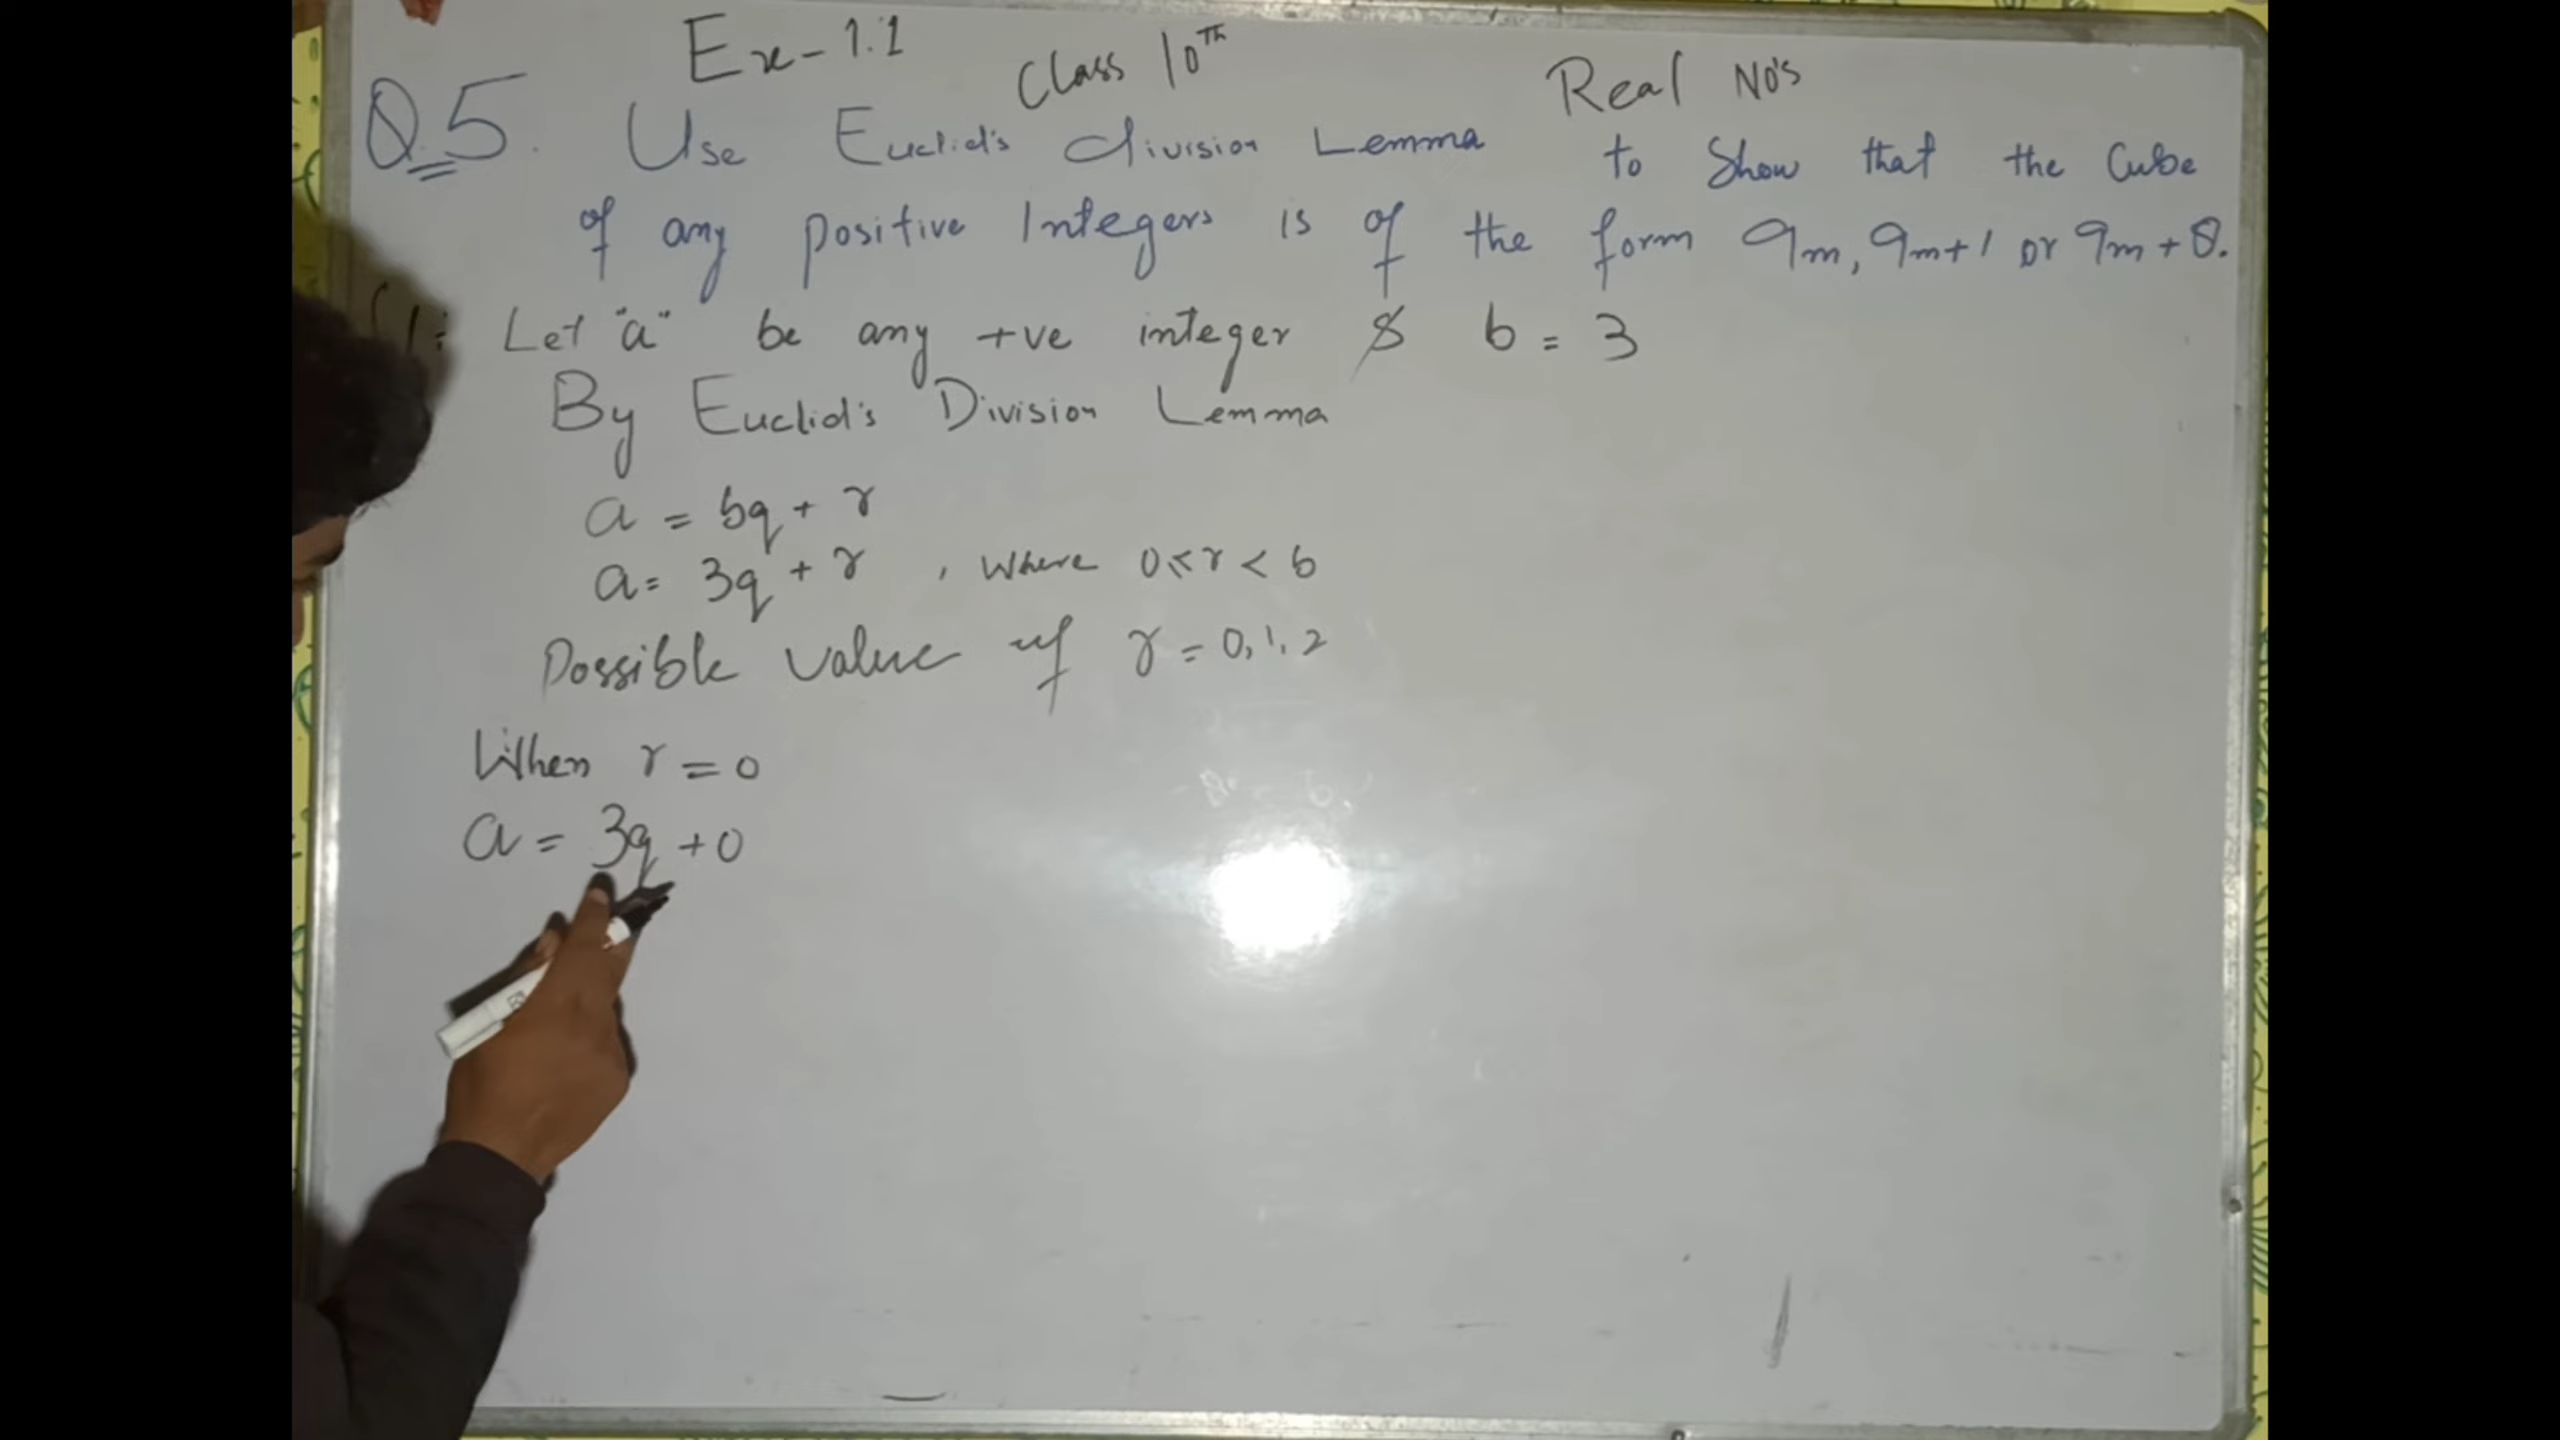 Ex-1.1 Class 10Th Real No's
Q.5. Use Euclid's division Lemma to Show that the Cube
of any positive Integers is of the form 9m, 9m+1 or 9m+8.
Let "a" be any +ve integer & b = 3
By Euclid's Division Lemma
a = bq + r
a = 3q + r , where 0≤r < b
Possible value of r = 0,1,2
When r = 0
a = 3q + 0